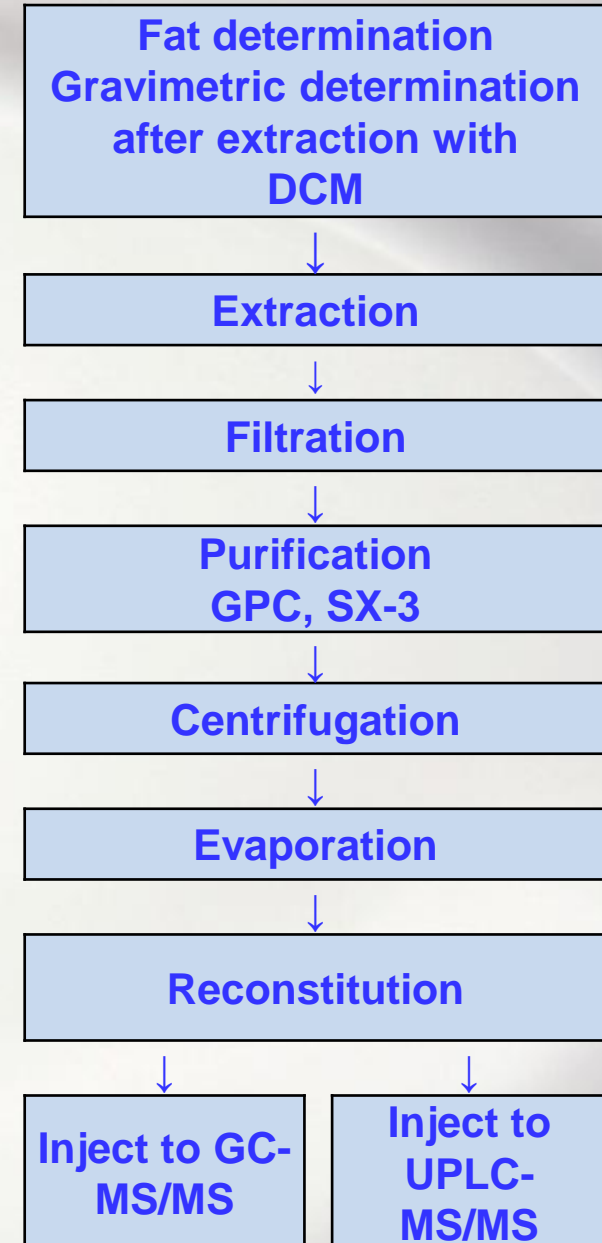 Fat determination
Gravimetric determination
after extraction with
DCM
↓
Extraction
↓
Filtration
↓
Purification
GPC, SX-3
↓
Centrifugation
↓
Evaporation
↓
Reconstitution
↓ ↓
Inject to GC-
MS/MS
Inject to
UPLC-
MS/MS